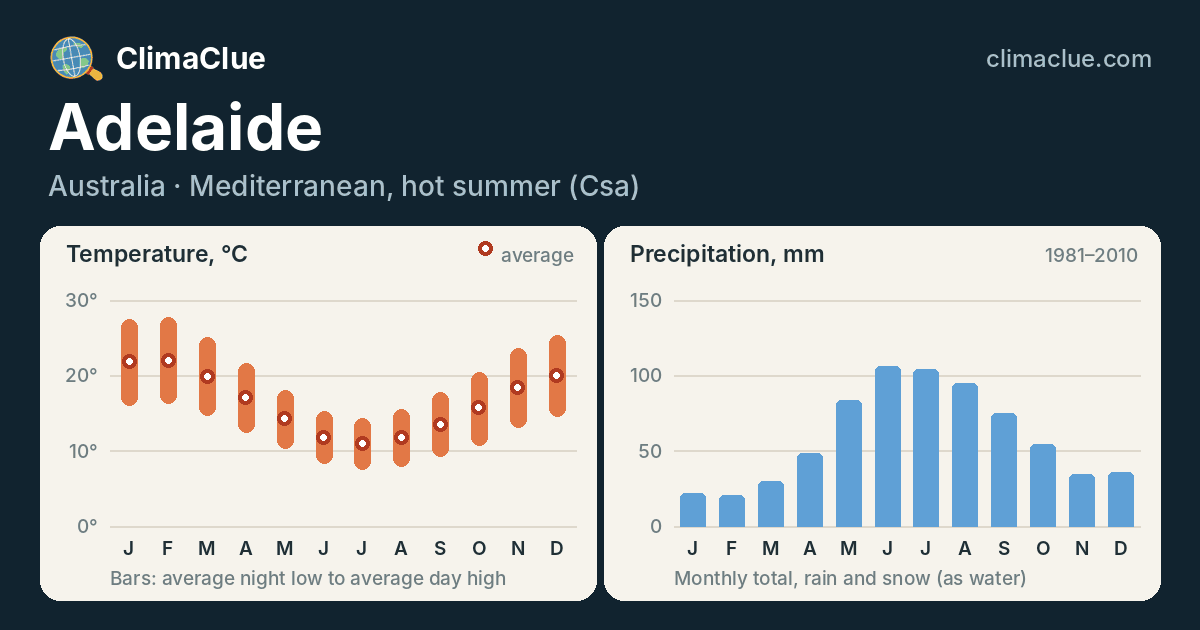 ClimaClue
climaclue.com
Adelaide
Australia · Mediterranean, hot summer (Csa)
Temperature, °C
average
30°
20°
10°
0°
J F M A M J J A S O N D
Bars: average night low to average day high
Precipitation, mm
1981–2010
150
100
50
0
J F M A M J J A S O N D
Monthly total, rain and snow (as water)